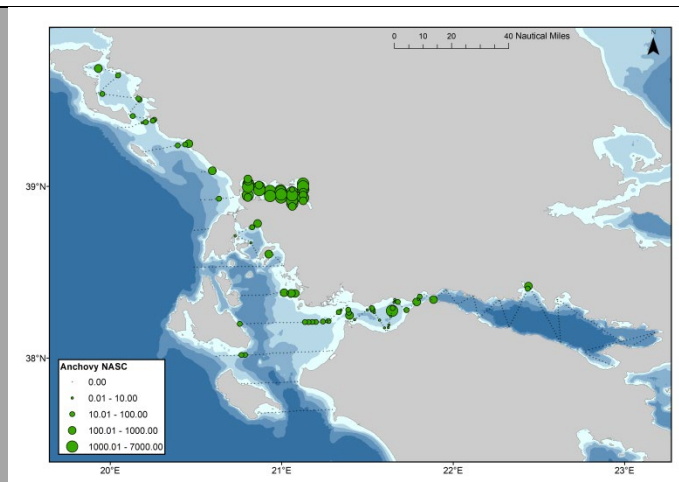 0 10 20 40 Nautical Miles
N
39°N
38°N
Anchovy NASC
0.00
0.01 - 10.00
10.01 - 100.00
100.01 - 1000.00
1000.01 - 7000.00
20°E 21°E 22°E 23°E